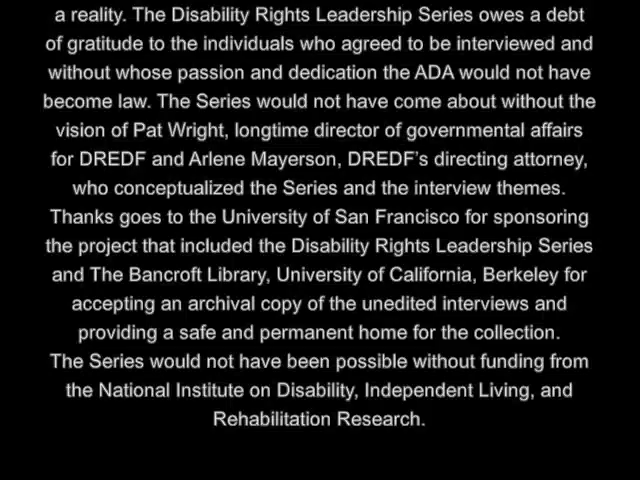 a reality. The Disability Rights Leadership Series owes a debt
of gratitude to the individuals who agreed to be interviewed and
without whose passion and dedication the ADA would not have
become law. The Series would not have come about without the
vision of Pat Wright, longtime director of governmental affairs
for DREDF and Arlene Mayerson, DREDF's directing attorney,
who conceptualized the Series and the interview themes.
Thanks goes to the University of San Francisco for sponsoring
the project that included the Disability Rights Leadership Series
and The Bancroft Library, University of California, Berkeley for
accepting an archival copy of the unedited interviews and
providing a safe and permanent home for the collection.
The Series would not have been possible without funding from
the National Institute on Disability, Independent Living, and
Rehabilitation Research.